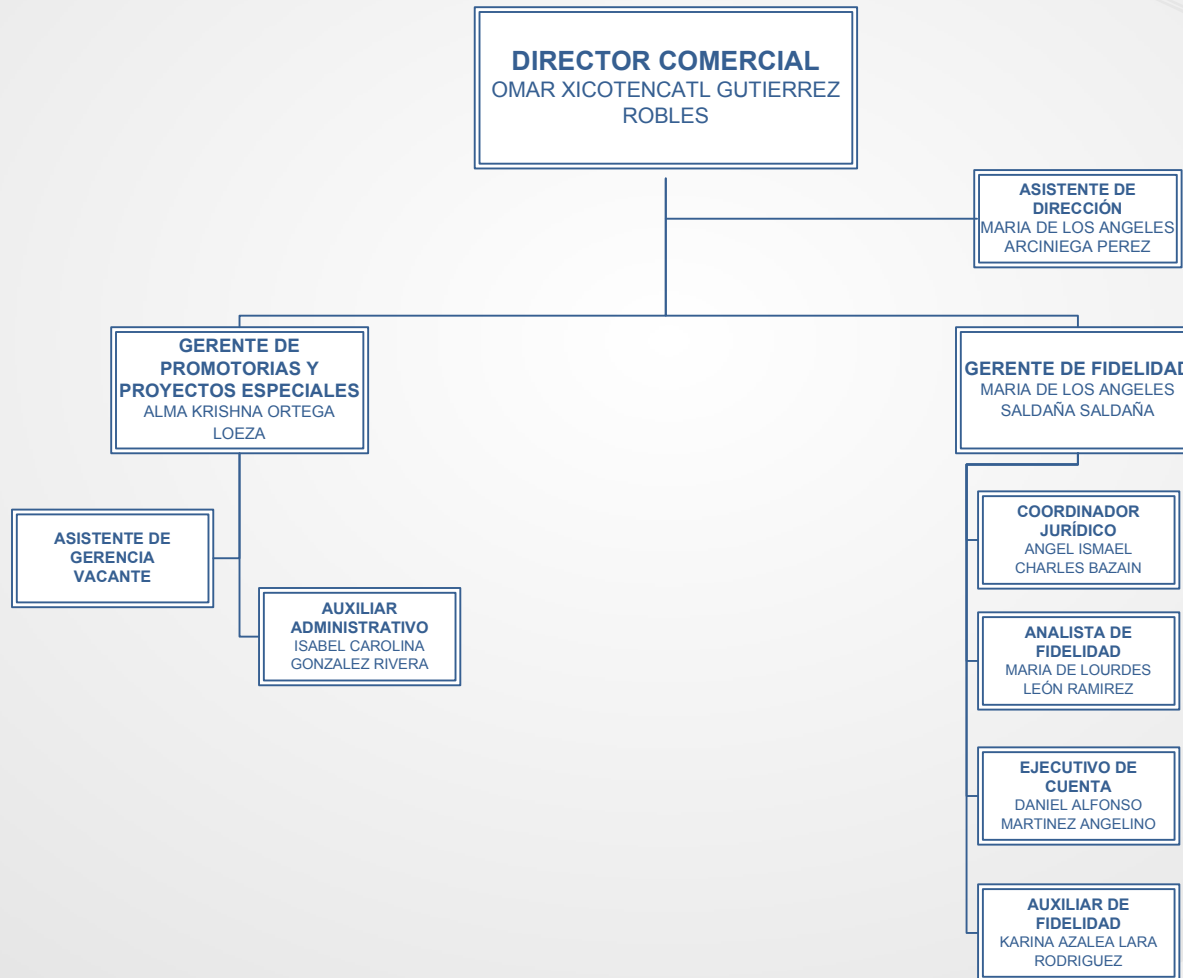 DIRECTOR COMERCIAL
OMAR XICOTENCATL GUTIERREZ
ROBLES
ASISTENTE DE
DIRECCIÓN
MARIA DE LOS ANGELES
ARCINIEGA PEREZ
GERENTE DE
PROMOTORIAS Y
PROYECTOS ESPECIALES
ALMA KRISHNA ORTEGA
LOEZA
GERENTE DE FIDELIDAD
MARIA DE LOS ANGELES
SALDAÑA SALDAÑA
ASISTENTE DE
GERENCIA
VACANTE
AUXILIAR
ADMINISTRATIVO
ISABEL CAROLINA
GONZALEZ RIVERA
COORDINADOR
JURÍDICO
ANGEL ISMAEL
CHARLES BAZAIN
ANALISTA DE
FIDELIDAD
MARIA DE LOURDES
LEÓN RAMIREZ
EJECUTIVO DE
CUENTA
DANIEL ALFONSO
MARTINEZ ANGELINO
AUXILIAR DE
FIDELIDAD
KARINA AZALEA LARA
RODRIGUEZ